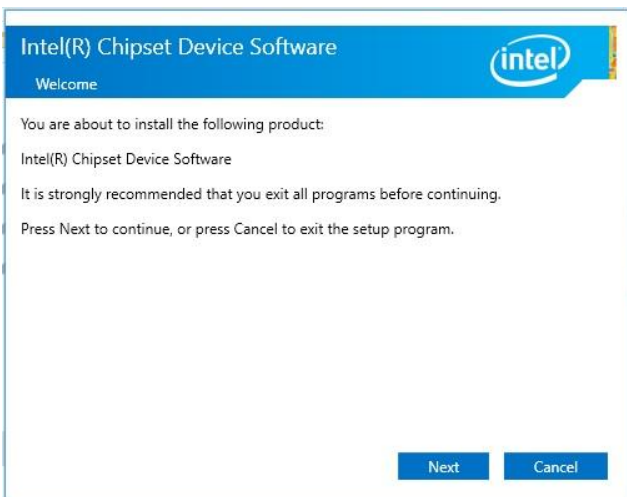 Intel(R) Chipset Device Software
intel
Welcome
You are about to install the following product:
Intel(R) Chipset Device Software
It is strongly recommended that you exit all programs before continuing.
Press Next to continue, or press Cancel to exit the setup program.
Next Cancel